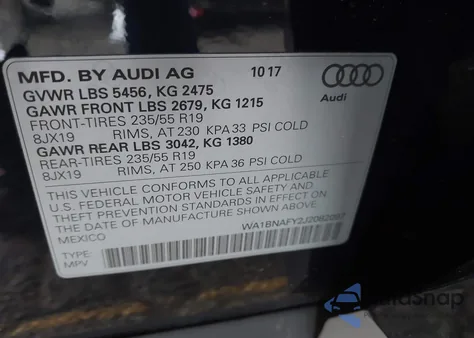 MFD. BY AUDI AG 10 17
GVWR LBS 5456, KG 2475
GAWR FRONT LBS 2679, KG 1215
FRONT-TIRES 235/55 R19
8JX19 RIMS, AT 230 KPA 33 PSI COLD
GAWR REAR LBS 3042, KG 1380
REAR-TIRES 235/55 R19
8JX19 RIMS, AT 250 KPA 36 PSI COLD
Audi
THIS VEHICLE CONFORMS TO ALL APPLICABLE
U.S. FEDERAL MOTOR VEHICLE SAFETY AND
THEFT PREVENTION STANDARDS IN EFFECT ON
THE DATE OF MANUFACTURE SHOWN ABOVE.
MEXICO
TYPE:
MPV